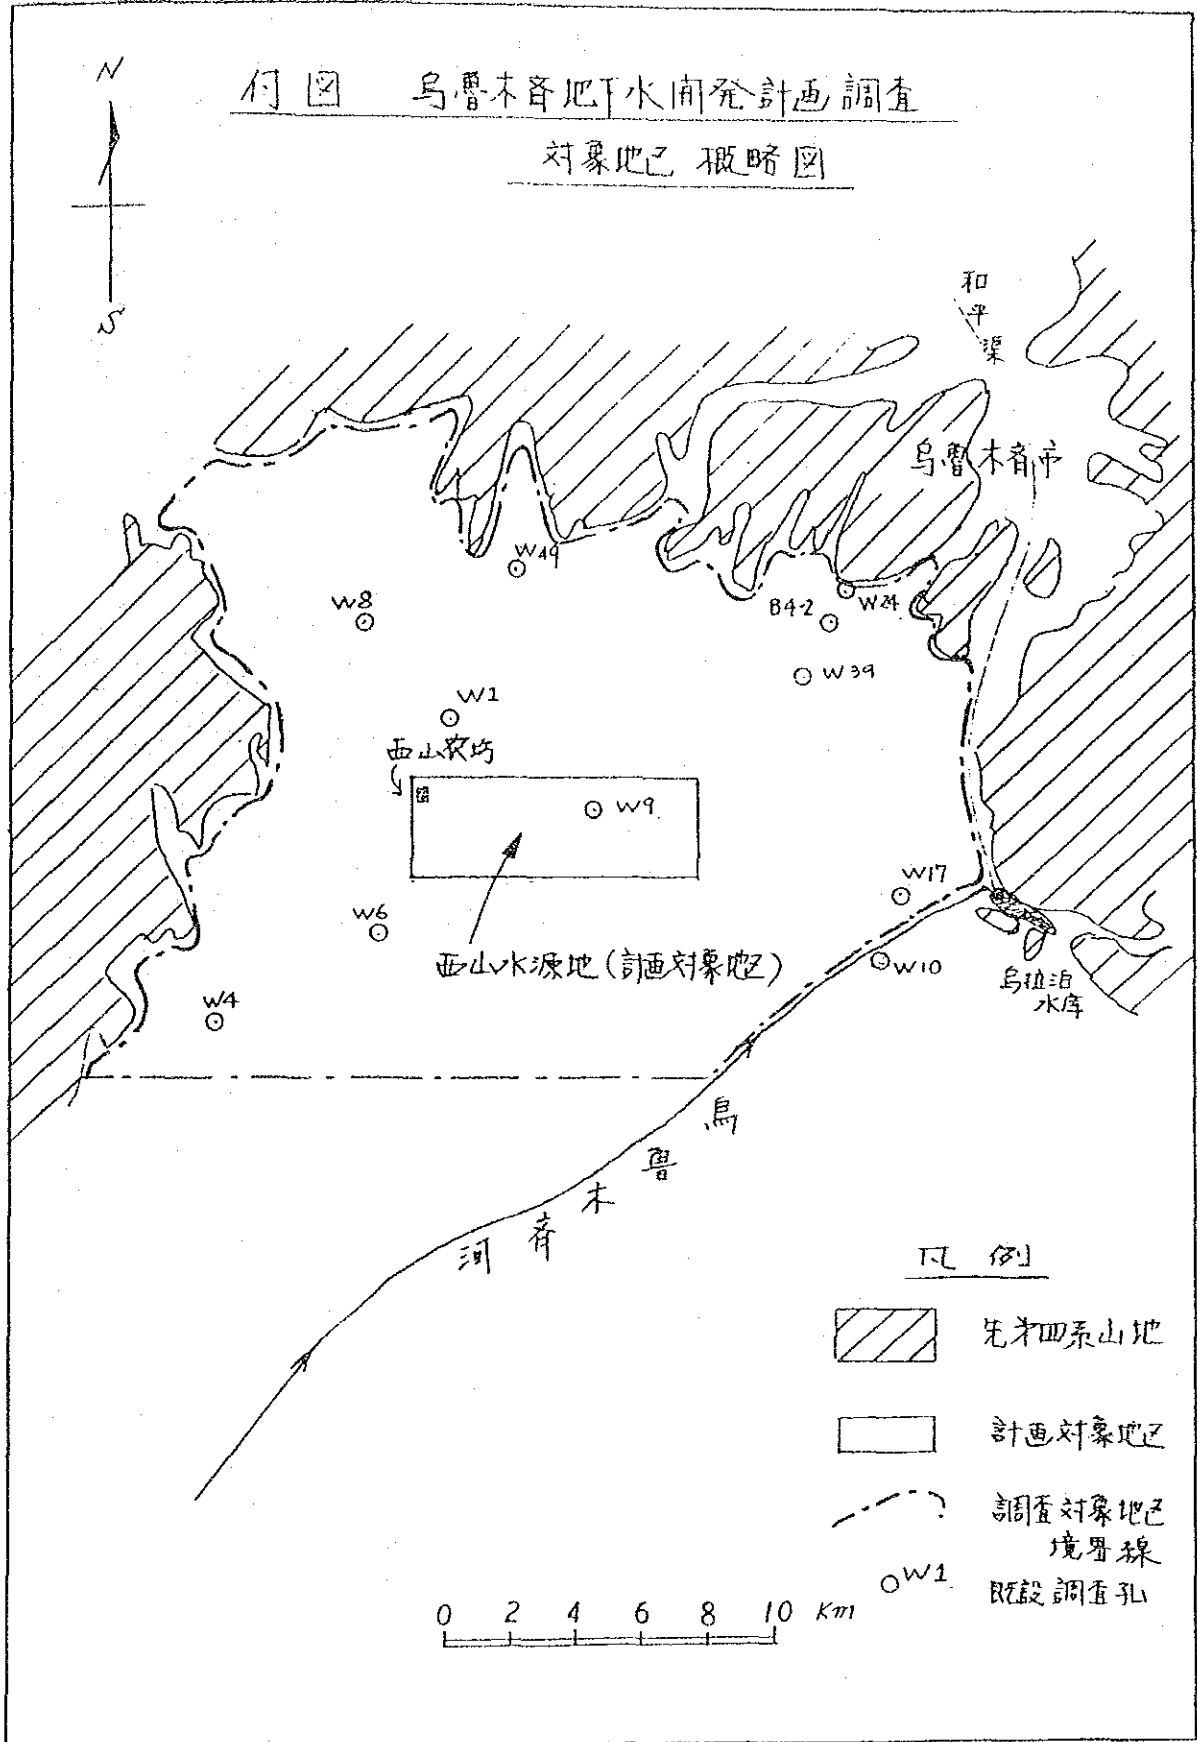 N
S
付図 烏魯木斉地下水開発計画調査
対象地区 概略図
和平渠
烏魯木斉市
W49
W8
B4-2
W24
W39
W1
西山农场
W9
W17
W6
西山水源地(計画対象地区)
W10
烏拉泊
水库
W4
烏魯木斉河
凡例
先才四系山地
計画対象地区
調査対象地区
境界線
W1
既設調査孔
0 2 4 6 8 10 Km